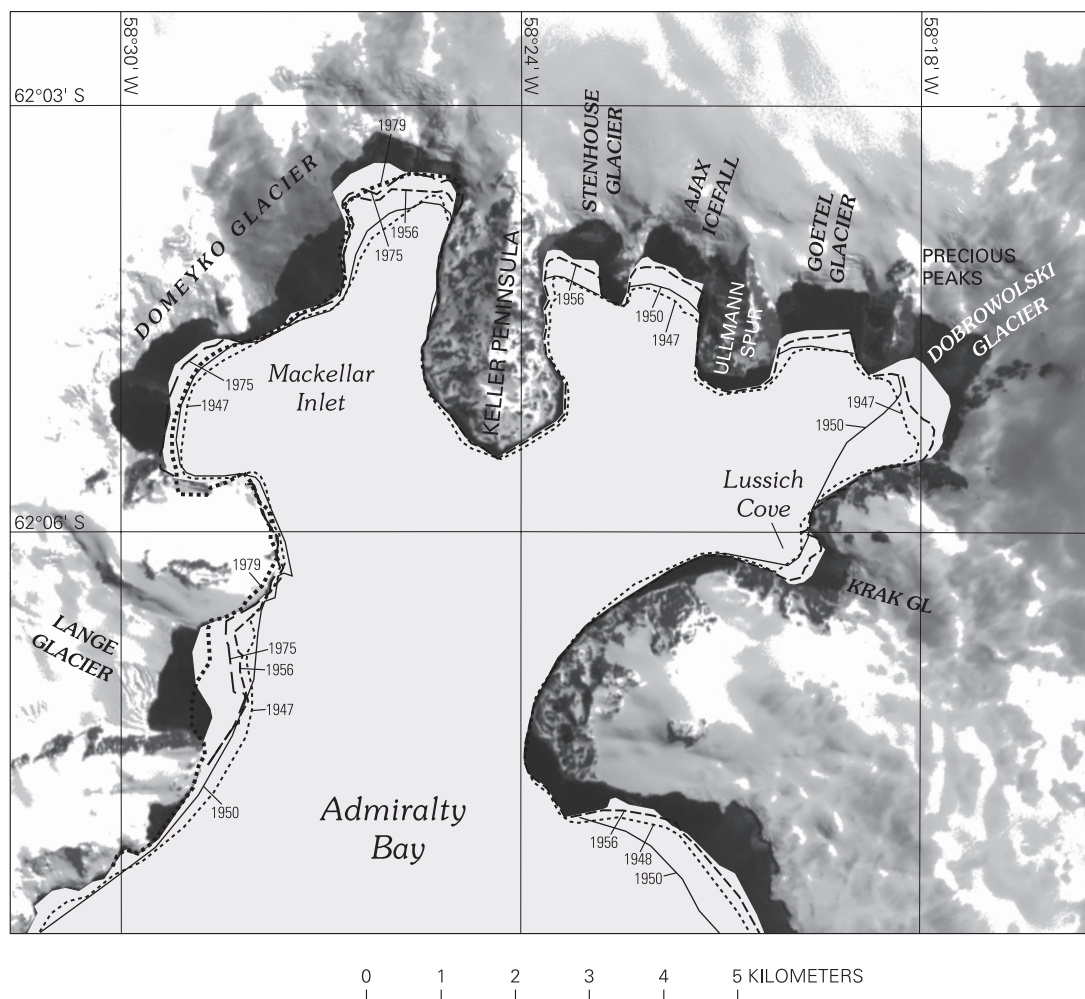 58°30' W
58°24' W
58°18' W
62°03' S
1979
STENHOUSE
GLACIER
AJAX
ICEFALL
GOETEL
GLACIER
DOMEYKO GLACIER
1956
1975
KELLER PENINSULA
PRECIOUS
PEAKS
1956
1950
1947
ULLMANN
SPUR
DOBROWOLSKI
GLACIER
Mackellar
Inlet
1975
1947
1947
1950
Lussich
Cove
62°06' S
1979
KRAK GL
LANGE
GLACIER
1975
1956
1947
1950
Admiralty
Bay
1956
1948
1950
0 1 2 3 4 5 KILOMETERS